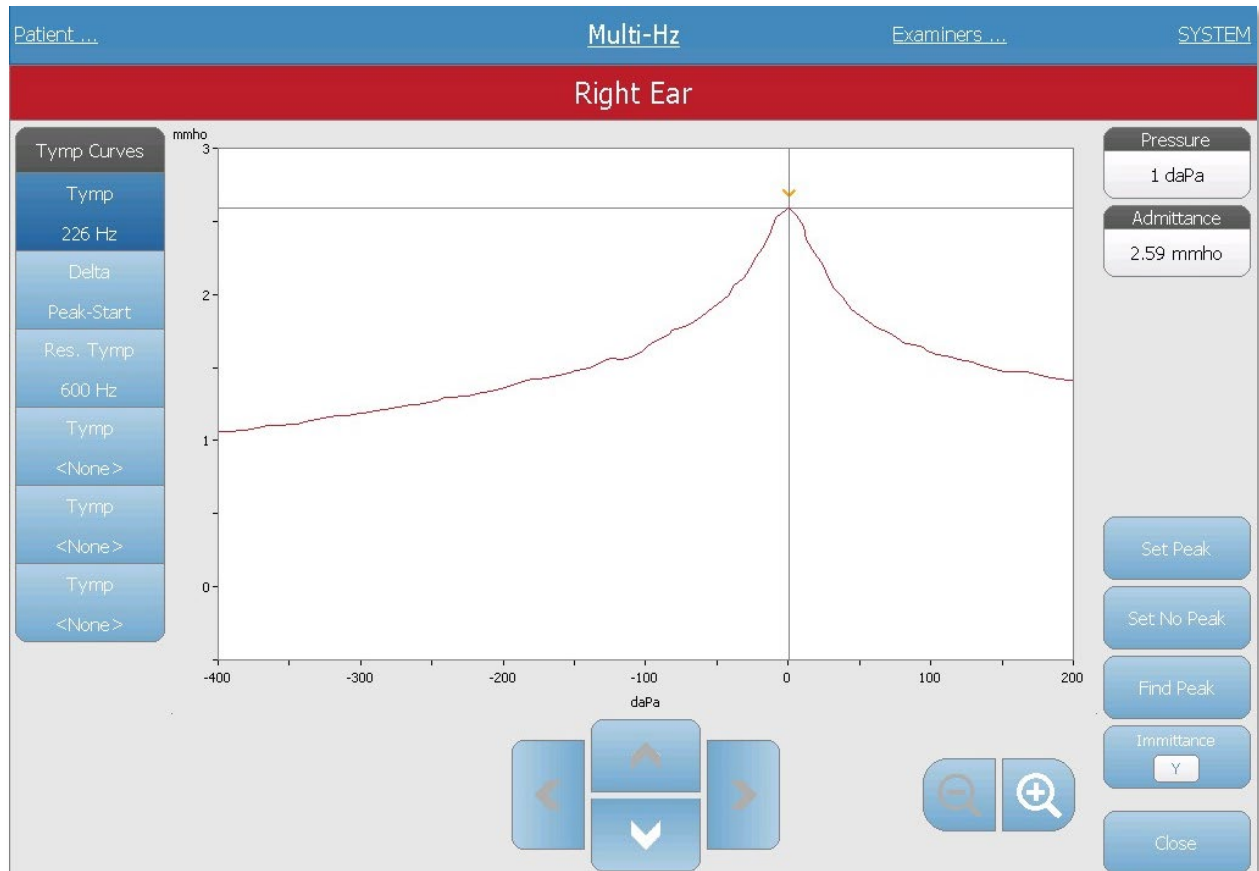 Patient ...
Multi-Hz
Examiners ...
SYSTEM
Right Ear
Tymp Curves
Tymp
226 Hz
Delta
Peak-Start
Res. Tymp
600 Hz
Tymp
<None>
Tymp
<None>
Tymp
<None>
mmho
3
2
1
0
-400
-300
-200
-100
0
100
200
daPa
Pressure
1 daPa
Admittance
2.59 mmho
Set Peak
Set No Peak
Find Peak
Immittance
Y
Close